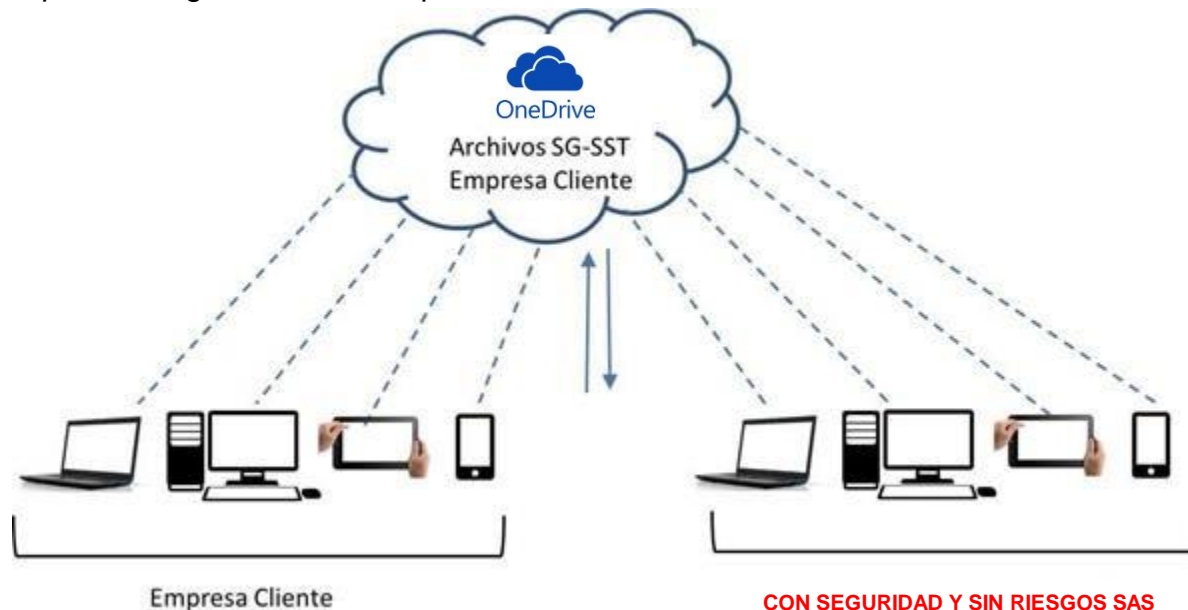 OneDrive
Archivos SG-SST
Empresa Cliente
Empresa Cliente
CON SEGURIDAD Y SIN RIESGOS SAS